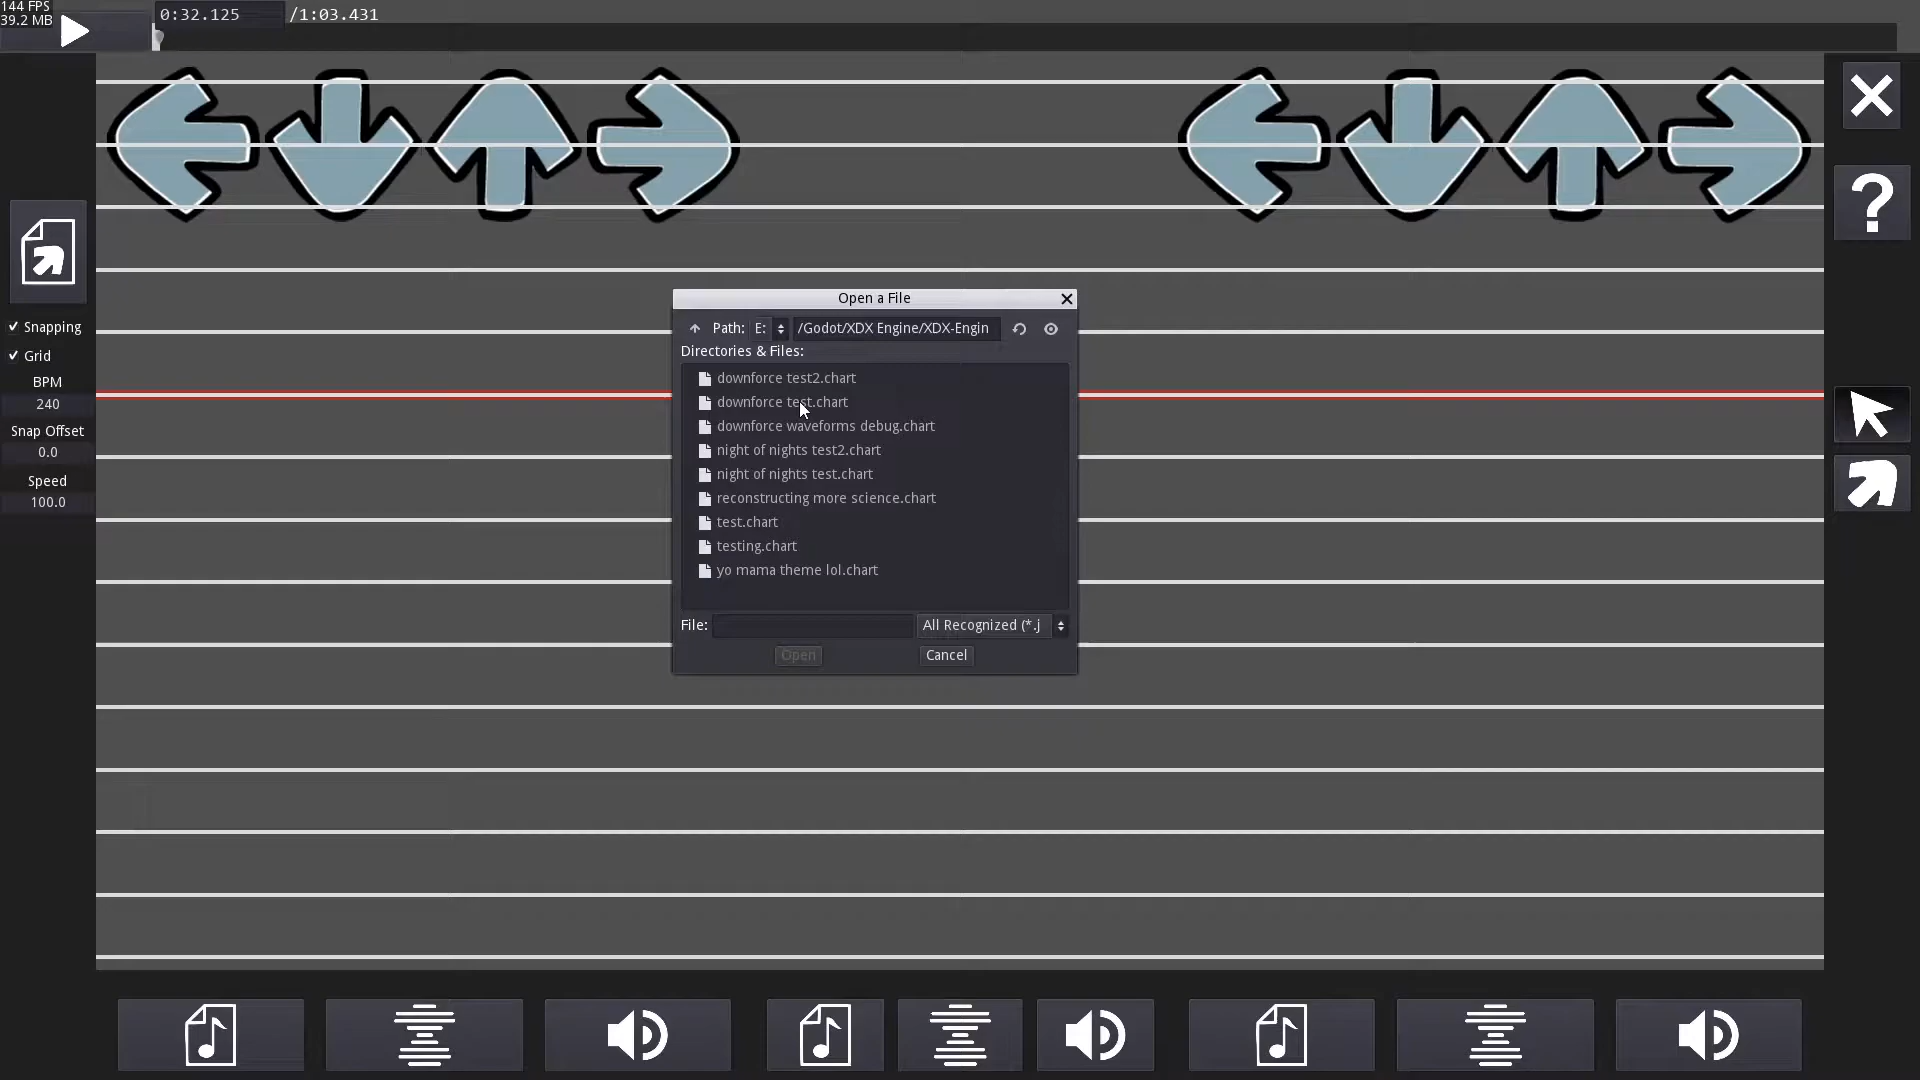 144 FPS
39.2 MB
0:32.125
/1:03.431
Snapping
Grid
BPM
240
Snap Offset
0.0
Speed
100.0
Open a File
Path: E: /Godot/XDX Engine/XDX-Engin
Directories & Files:
downforce test2.chart
downforce test.chart
downforce waveforms debug.chart
night of nights test2.chart
night of nights test.chart
reconstructing more science.chart
test.chart
testing.chart
yo mama theme lol.chart
File: All Recognized (*.j
Open Cancel
?